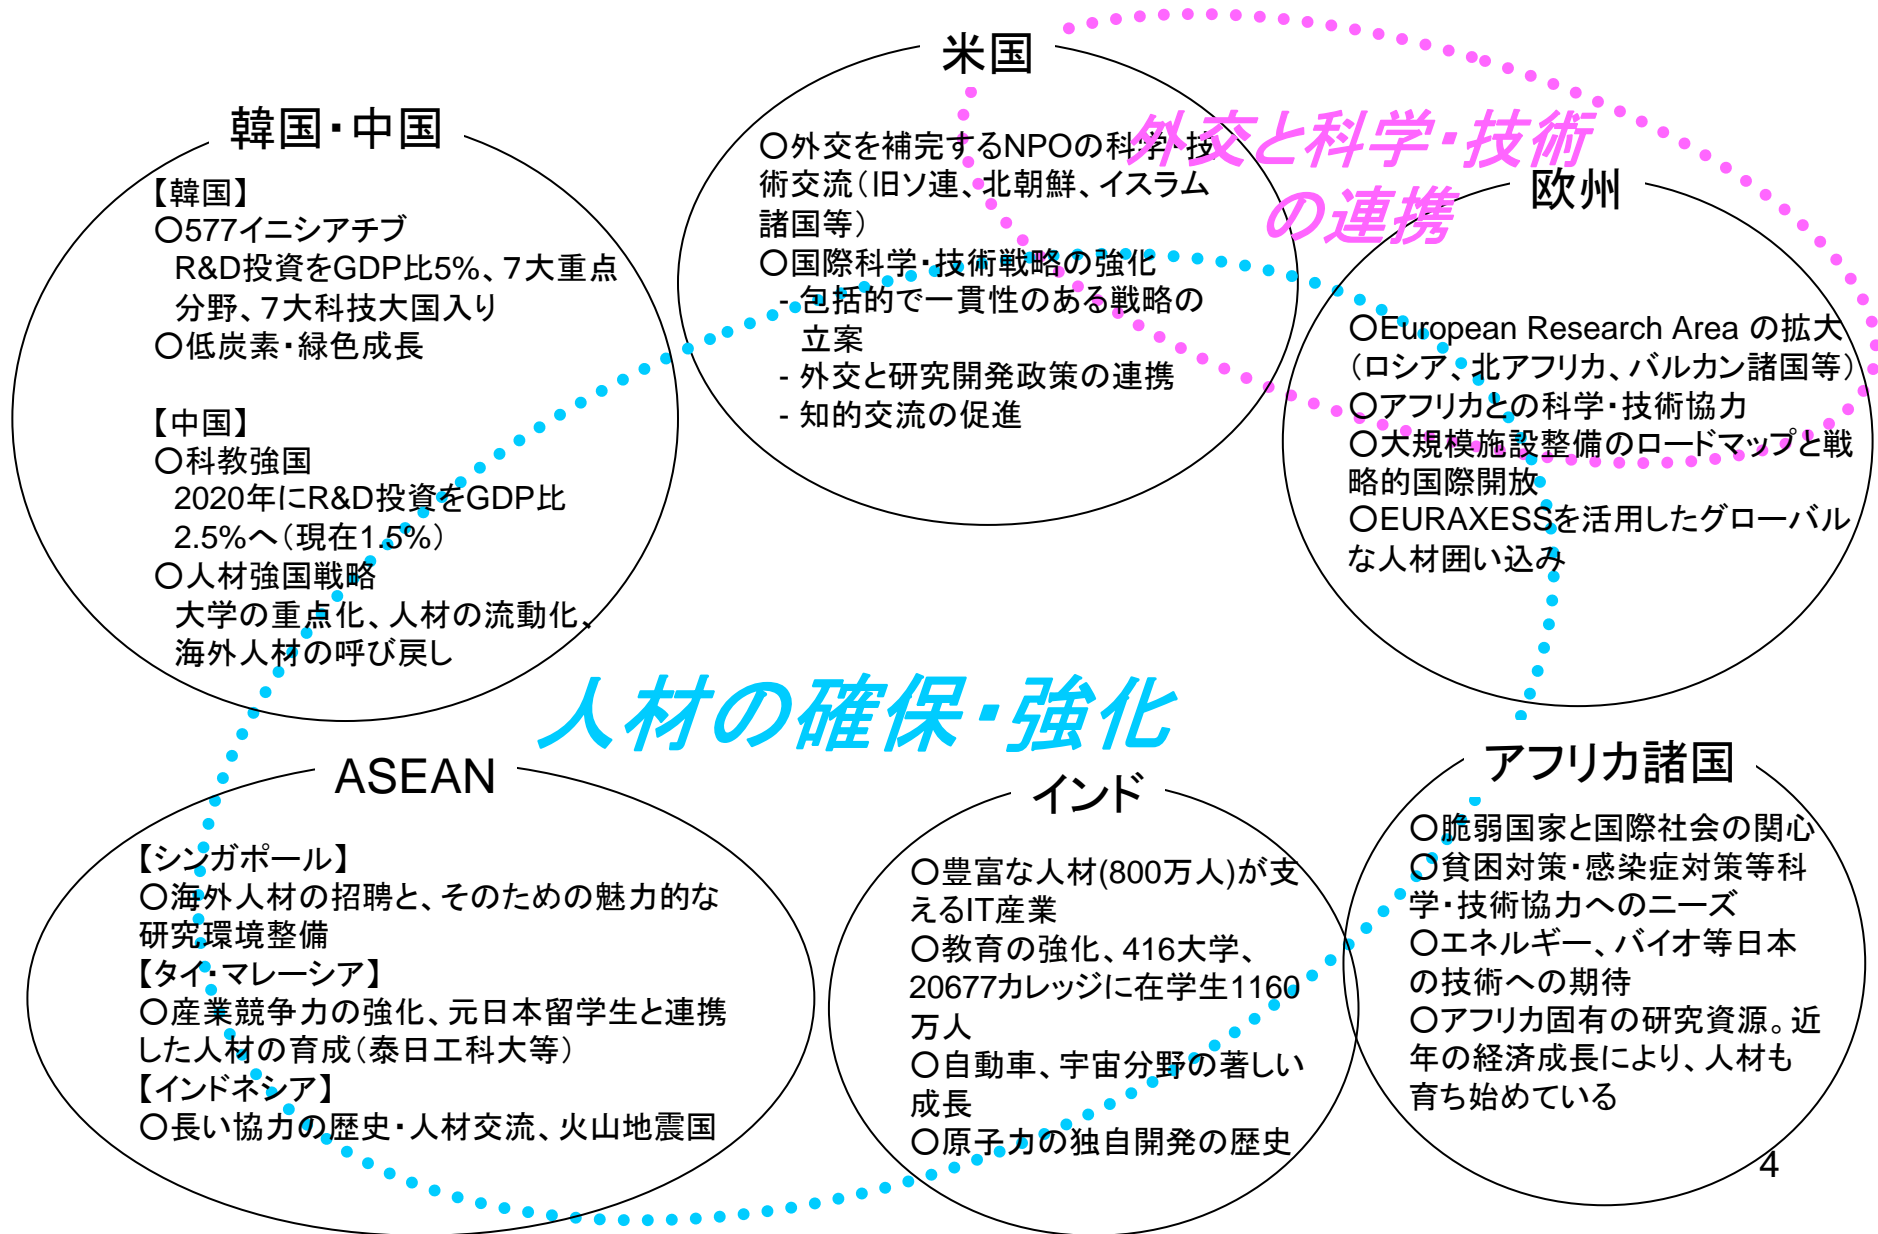 米国
外交と科学・技術
の連携
韓国・中国
【韓国】
○577イニシアチブ
R&D投資をGDP比5%、７大重点
分野、７大科技大国入り
○低炭素・緑色成長
【中国】
○科教強国
2020年にR&D投資をGDP比
2.5%へ（現在1.5%）
○人材強国戦略
大学の重点化、人材の流動化、
海外人材の呼び戻し
○外交を補完するNPOの科学・技
術交流（旧ソ連、北朝鮮、イスラム
諸国等）
○国際科学・技術戦略の強化
- 包括的で一貫性のある戦略の
立案
- 外交と研究開発政策の連携
- 知的交流の促進
欧州
○European Research Area の拡大
（ロシア、北アフリカ、バルカン諸国等）
○アフリカとの科学・技術協力
○大規模施設整備のロードマップと戦
略的国際開放
○EURAXESSを活用したグローバル
な人材囲い込み
人材の確保・強化
ASEAN
【シンガポール】
○海外人材の招聘と、そのための魅力的な
研究環境整備
【タイ・マレーシア】
○産業競争力の強化、元日本留学生と連携
した人材の育成（泰日工科大等）
【インドネシア】
○長い協力の歴史・人材交流、火山地震国
インド
○豊富な人材(800万人)が支
えるIT産業
○教育の強化、416大学、
20677カレッジに在学生1160
万人
○自動車、宇宙分野の著しい
成長
○原子力の独自開発の歴史
アフリカ諸国
○脆弱国家と国際社会の関心
○貧困対策・感染症対策等科
学・技術協力へのニーズ
○エネルギー、バイオ等日本
の技術への期待
○アフリカ固有の研究資源。近
年の経済成長により、人材も
育ち始めている
4